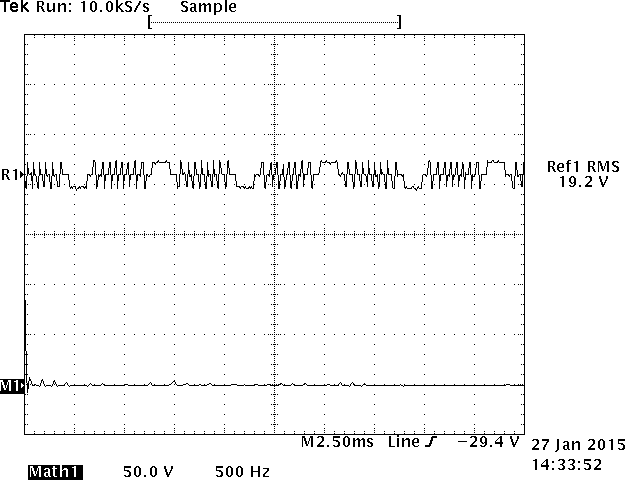 Tek Run: 10.0kS/s Sample
R1
Ref1 RMS
19.2 V
M1
M2.50ms Line −29.4 V
27 Jan 2015
14:33:52
Math1 50.0 V 500 Hz